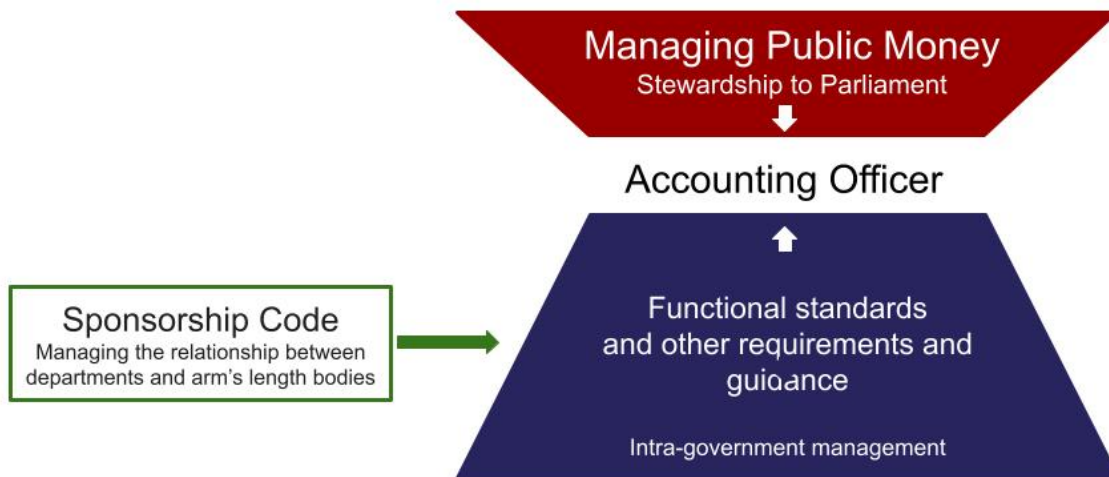 Managing Public Money
Stewardship to Parliament
Accounting Officer
Sponsorship Code
Managing the relationship between
departments and arm's length bodies
Functional standards
and other requirements and
guidance
Intra-government management